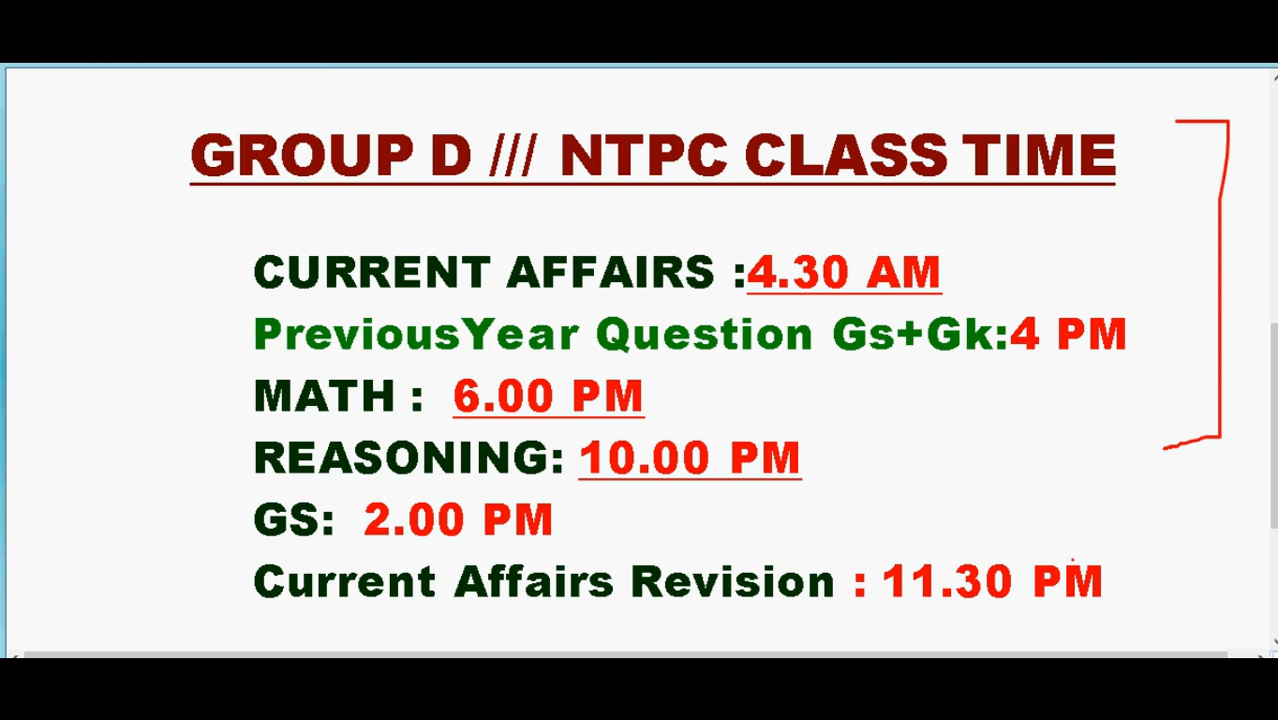 GROUP D /// NTPC CLASS TIME
CURRENT AFFAIRS :4.30 AM
PreviousYear Question Gs+Gk:4 PM
MATH : 6.00 PM
REASONING: 10.00 PM
GS: 2.00 PM
Current Affairs Revision : 11.30 PM